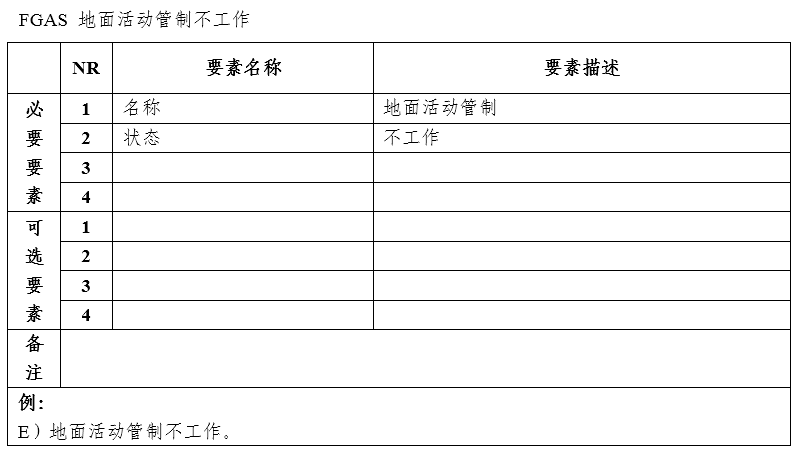 FGAS 地面活动管制不工作
NR 要素名称 要素描述
必要要素
1 名称 地面活动管制
2 状态 不工作
3
4
可选要素
1
2
3
4
备注
例：
E）地面活动管制不工作。